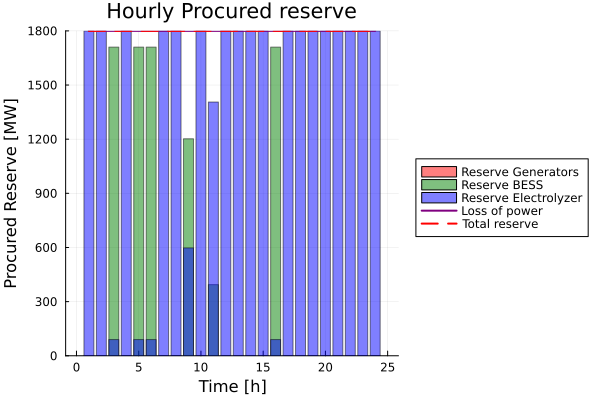 Hourly Procured reserve
Procured Reserve [MW]
1800
1500
1200
900
600
300
0
0 5 10 15 20 25
Time [h]
Reserve Generators
Reserve BESS
Reserve Electrolyzer
Loss of power
Total reserve